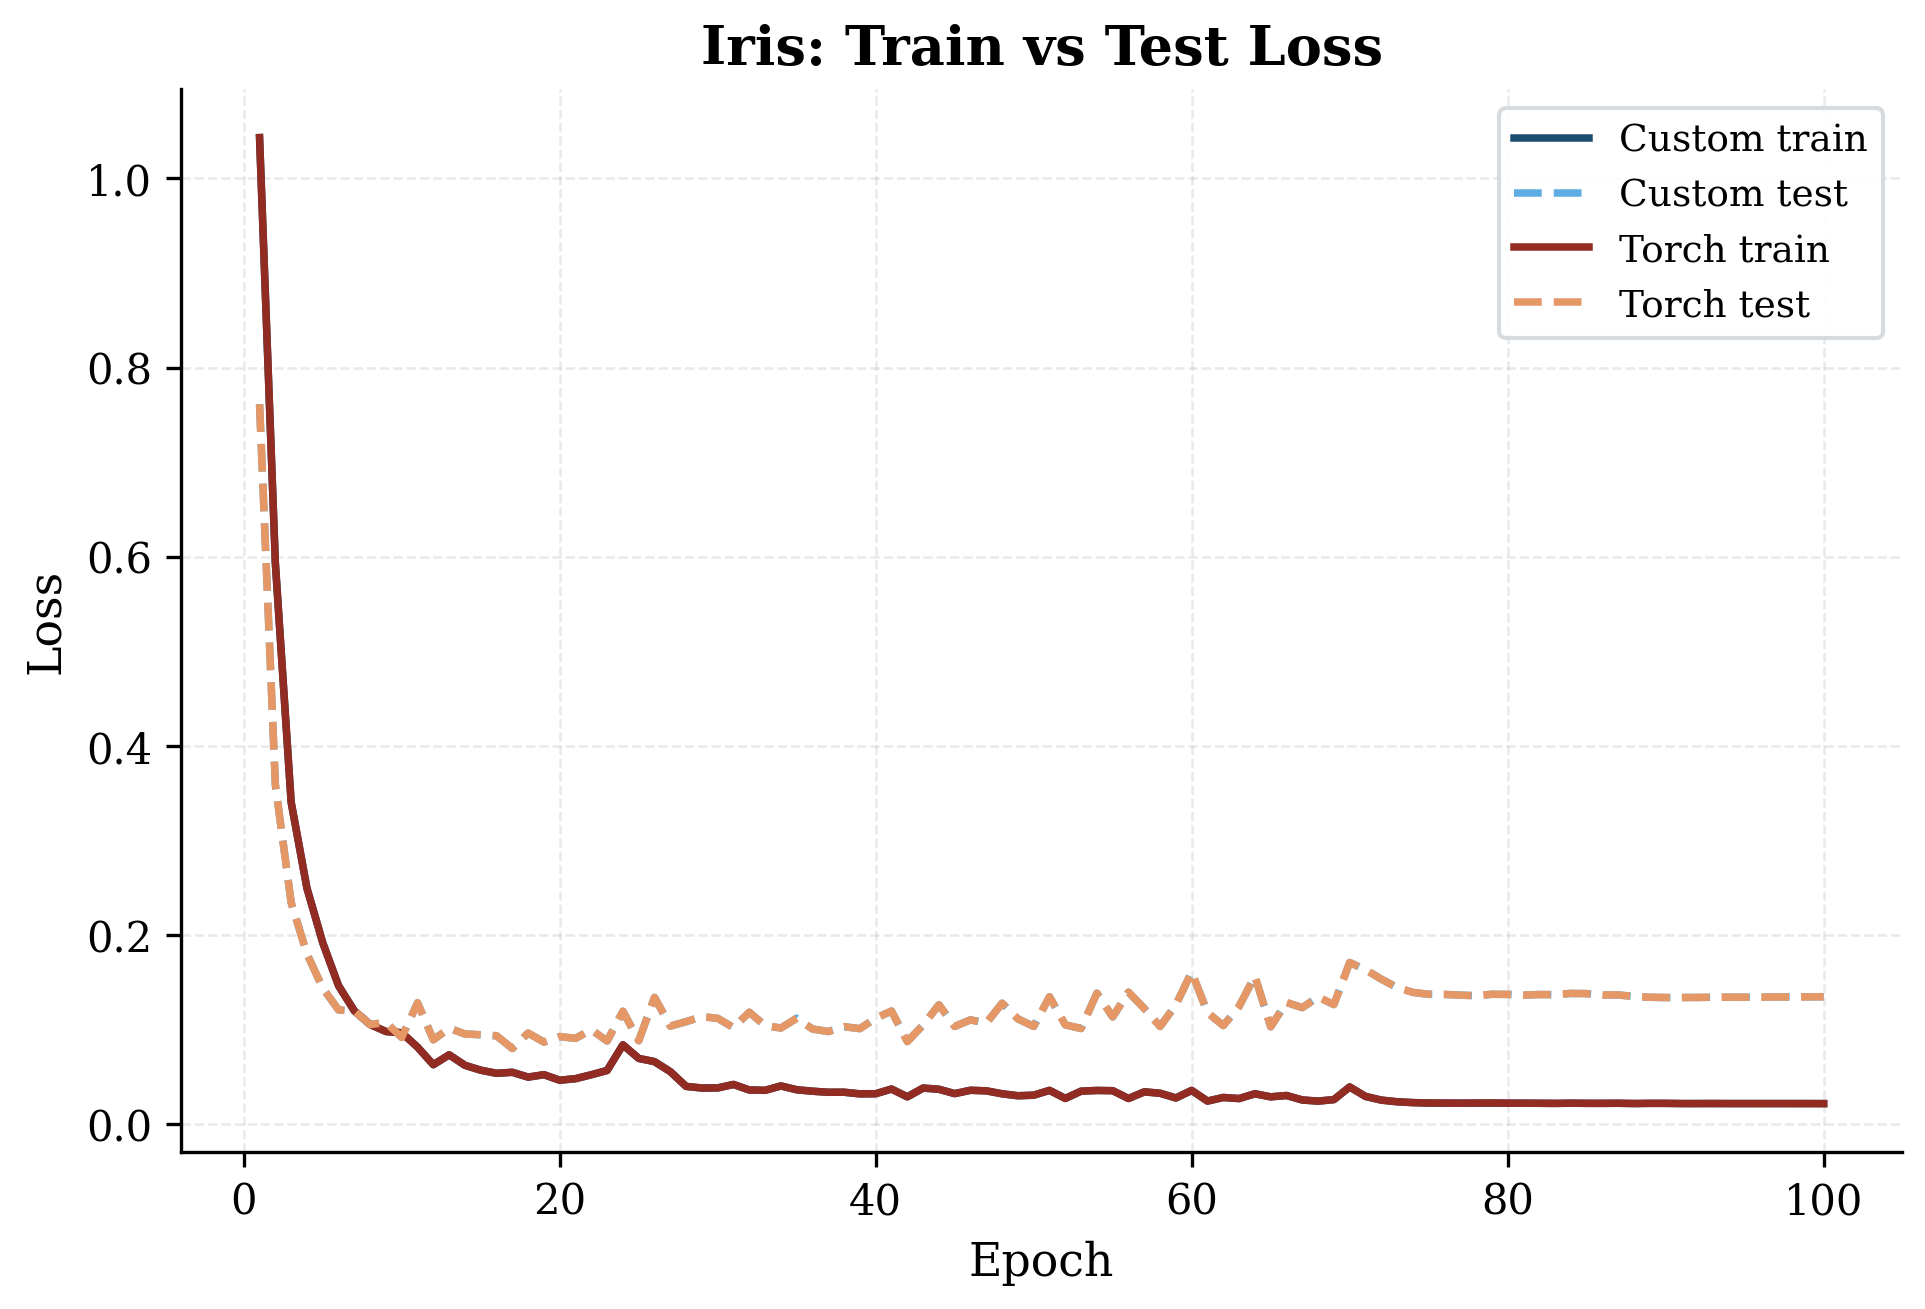 Iris: Train vs Test Loss
Custom train
Custom test
Torch train
Torch test
1.0
0.8
0.6
0.4
0.2
0.0
Loss
0 20 40 60 80 100
Epoch